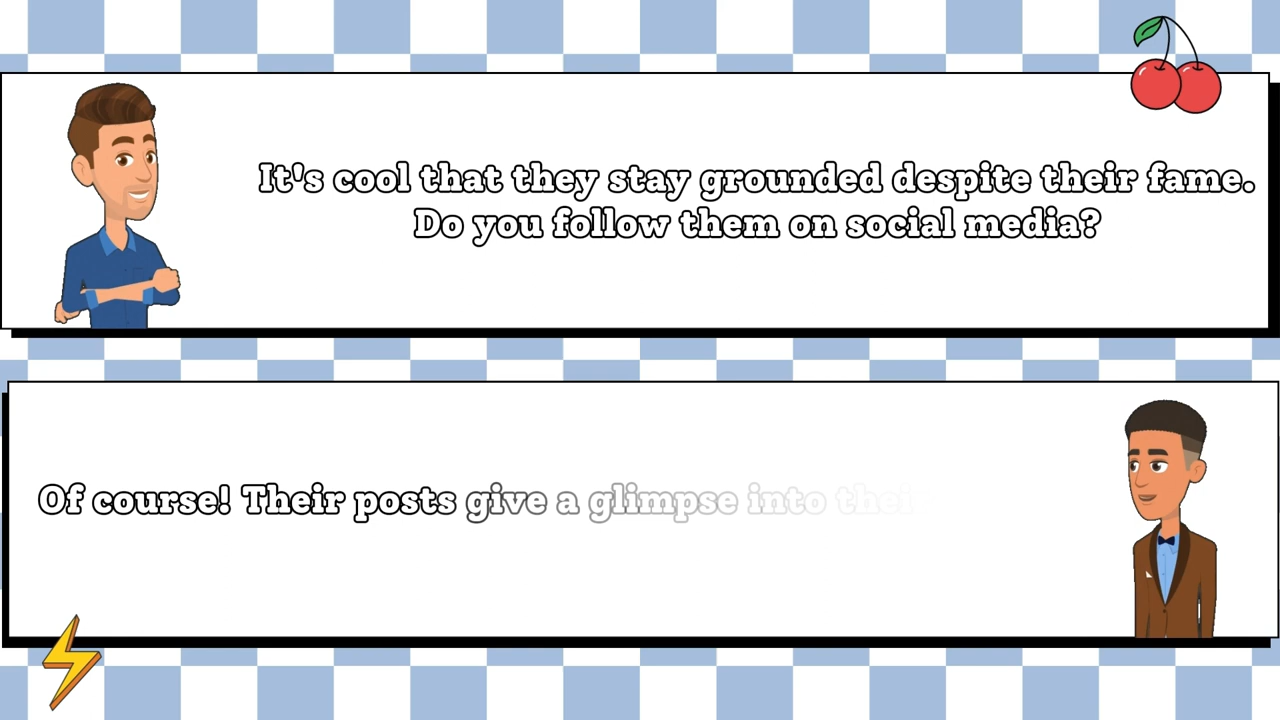 It's cool that they stay grounded despite their fame.
Do you follow them on social media?
Of course! Their posts give a glimpse into